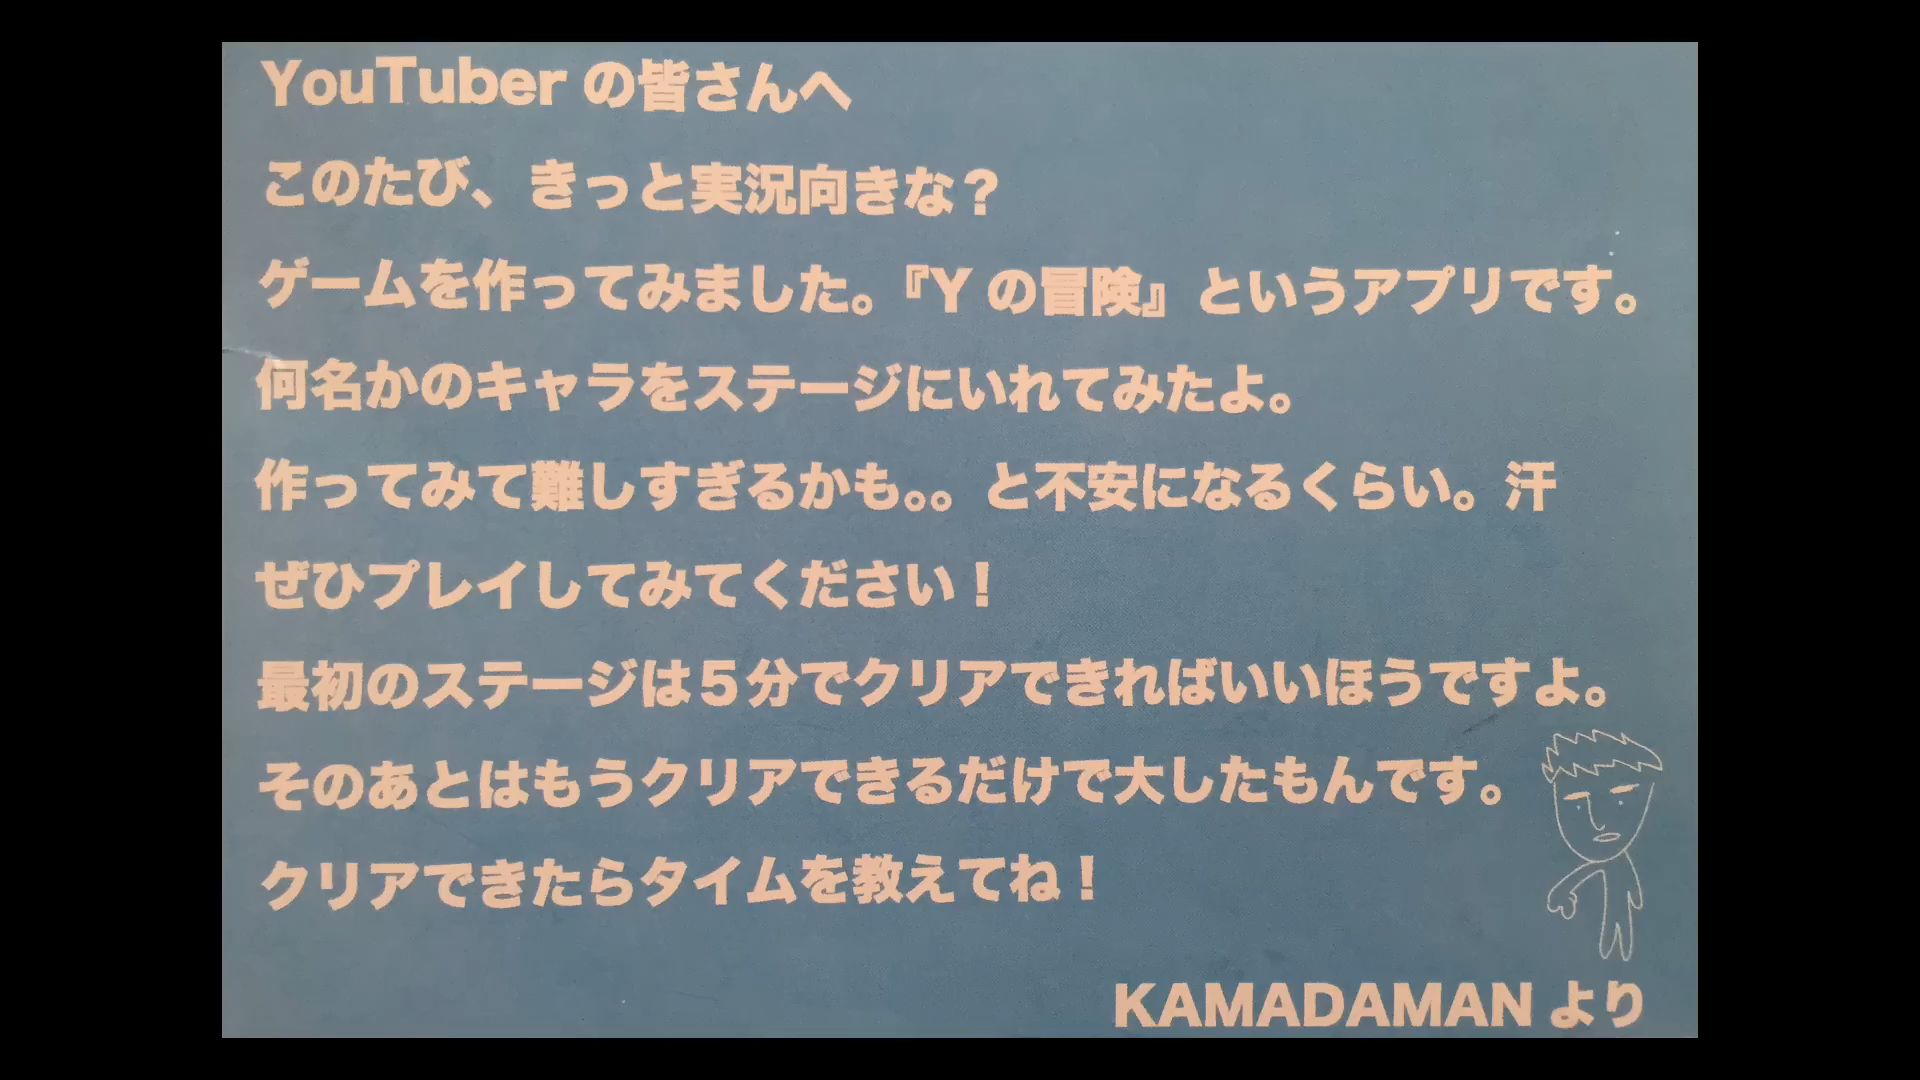 YouTuber の皆さんへ
このたび、きっと実況向きな？
ゲームを作ってみました。『Y の冒険』というアプリです。
何名かのキャラをステージにいれてみたよ。
作ってみて難しすぎるかも。。と不安になるくらい。汗
ぜひプレイしてみてください！
最初のステージは５分でクリアできればいいほうですよ。
そのあとはもうクリアできるだけで大したもんです。
クリアできたらタイムを教えてね！
KAMADAMAN より